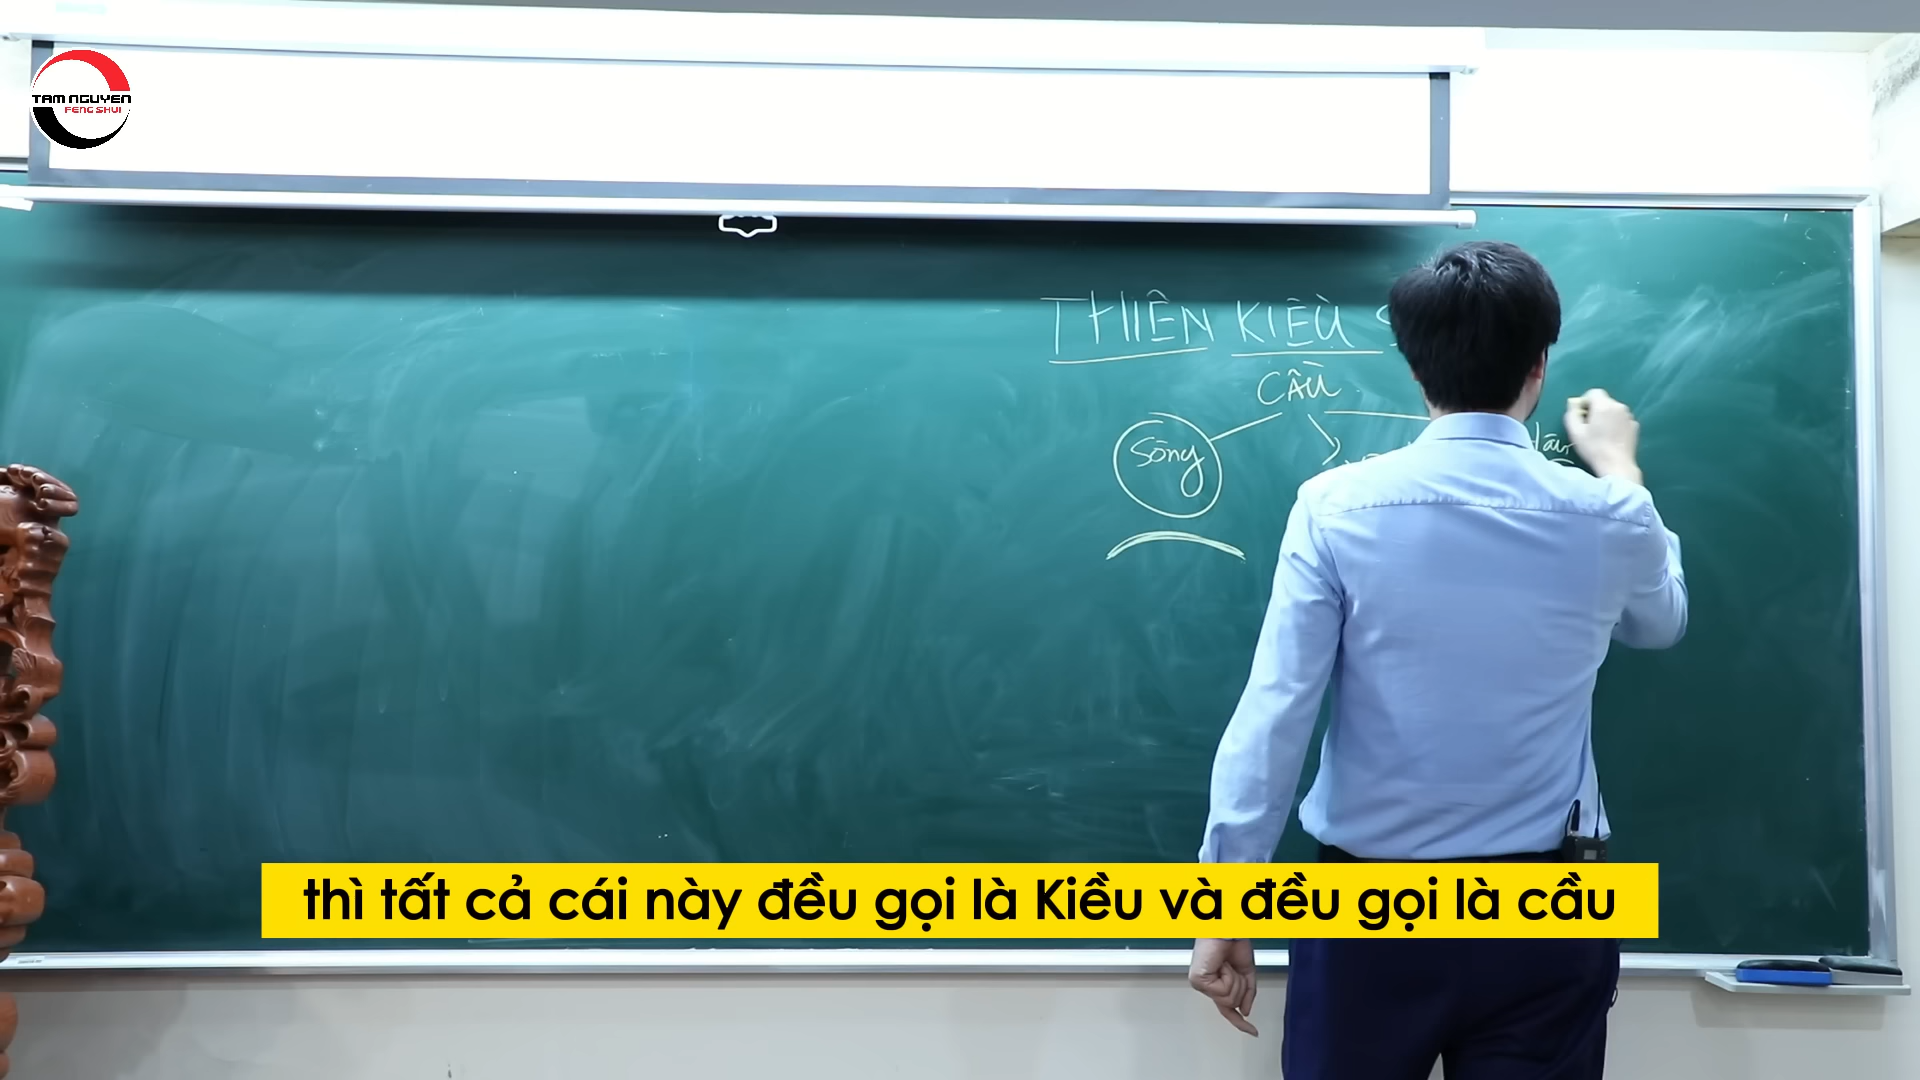 TAM NGUYEN
FENG SHUI
THIÊN KIỀU
CẦU
Sông
thì tất cả cái này đều gọi là Kiều và đều gọi là cầu